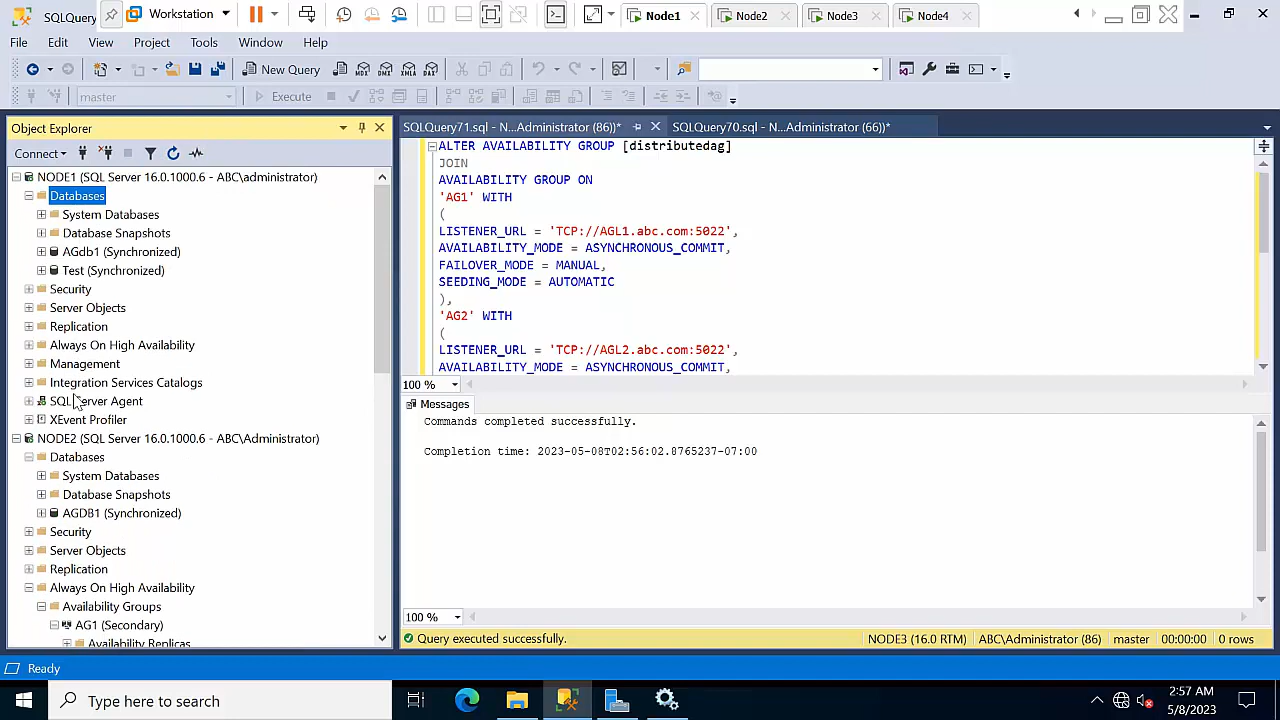 SQLQuery
Workstation
Node1
Node2
Node3
Node4
File Edit View Project Tools Window Help
New Query
MDX
DMX
XMLA
DAX
master
Execute
Object Explorer
Connect
NODE1 (SQL Server 16.0.1000.6 - ABC\administrator)
Databases
System Databases
Database Snapshots
AGdb1 (Synchronized)
Test (Synchronized)
Security
Server Objects
Replication
Always On High Availability
Management
Integration Services Catalogs
SQL Server Agent
XEvent Profiler
NODE2 (SQL Server 16.0.1000.6 - ABC\Administrator)
Databases
System Databases
Database Snapshots
AGDB1 (Synchronized)
Security
Server Objects
Replication
Always On High Availability
Availability Groups
AG1 (Secondary)
Availability Replicas
SQLQuery71.sql - N...Administrator (86))*
SQLQuery70.sql - N...Administrator (66))*
ALTER AVAILABILITY GROUP [distributedag]
JOIN
AVAILABILITY GROUP ON
'AG1' WITH
(
LISTENER_URL = 'TCP://AGL1.abc.com:5022',
AVAILABILITY_MODE = ASYNCHRONOUS_COMMIT,
FAILOVER_MODE = MANUAL,
SEEDING_MODE = AUTOMATIC
),
'AG2' WITH
(
LISTENER_URL = 'TCP://AGL2.abc.com:5022',
AVAILABILITY_MODE = ASYNCHRONOUS_COMMIT,
100 %
Messages
Commands completed successfully.
Completion time: 2023-05-08T02:56:02.8765237-07:00
100 %
Query executed successfully.
NODE3 (16.0 RTM)
ABC\Administrator (86)
master
00:00:00
0 rows
Ready
Type here to search
2:57 AM
5/8/2023